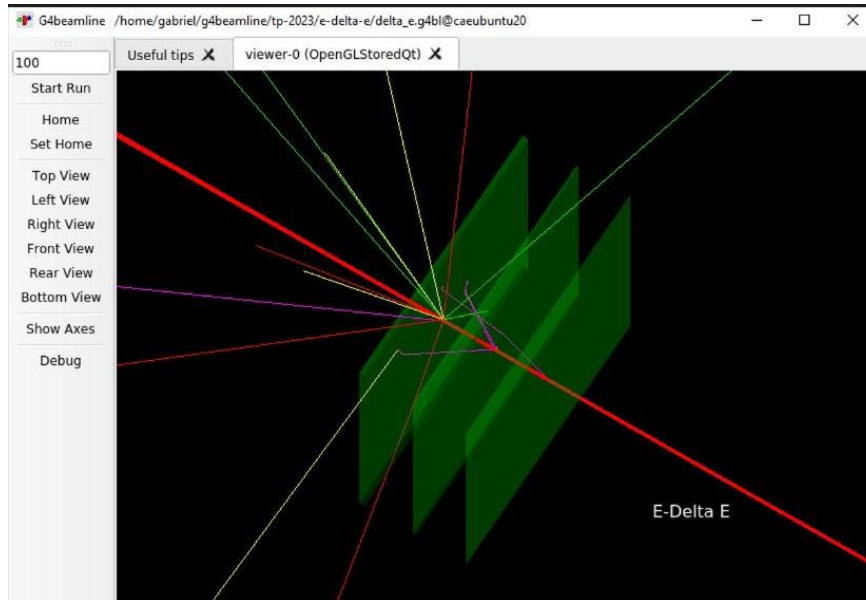 G4beamline /home/gabriel/g4beamline/tp-2023/e-delta-e/delta_e.g4bl@caeubuntu20
Useful tips
viewer-0 (OpenGLStoredQt)
100
Start Run
Home
Set Home
Top View
Left View
Right View
Front View
Rear View
Bottom View
Show Axes
Debug
E-Delta E